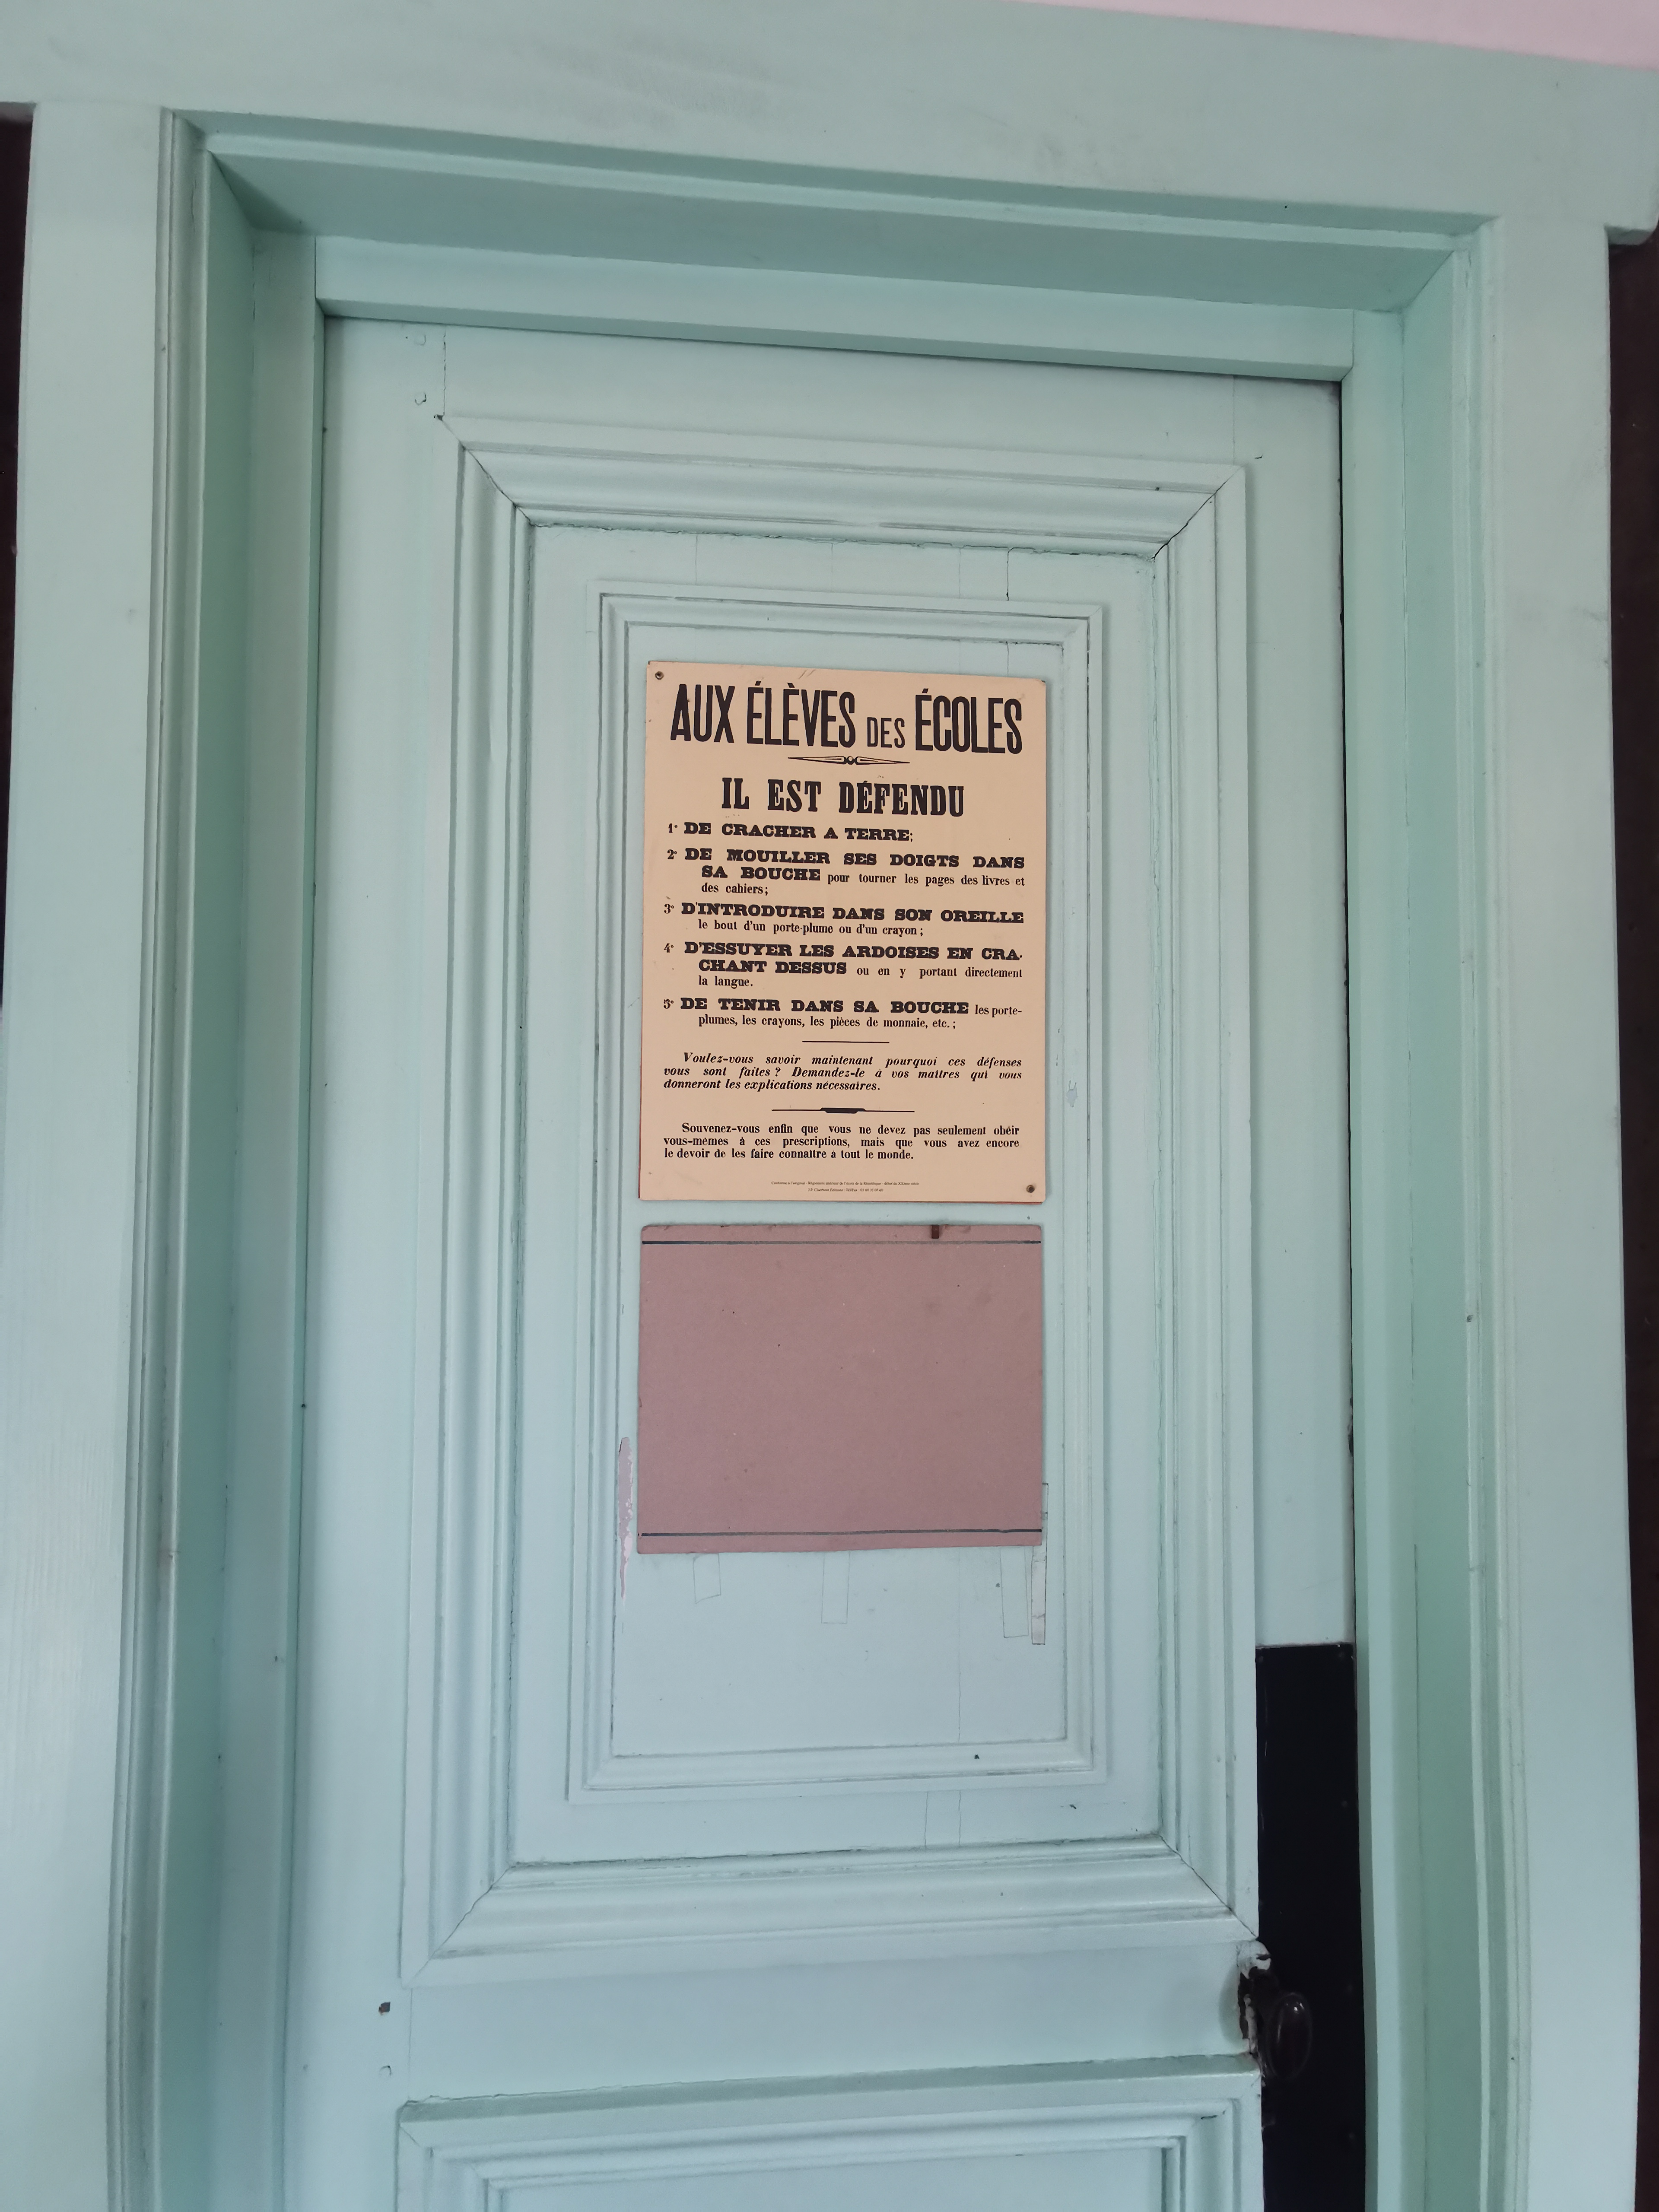 AUX ÉLÈVES DES ÉCOLES
IL EST DÉFENDU
1° DE CRACHER A TERRE;
2° DE MOUILLER SES DOIGTS DANS
SA BOUCHE pour tourner les pages des livres et
des cahiers;
3° D'INTRODUIRE DANS SON OREILLE
le bout d'un porte-plume ou d'un crayon;
4° D'ESSUYER LES ARDOISES EN CRA-
CHANT DESSUS ou en y portant directement
la langue.
5° DE TENIR DANS SA BOUCHE les porte-
plumes, les crayons, les pièces de monnaie, etc.;
Voulez-vous savoir maintenant pourquoi ces défenses
vous sont faites? Demandez-le à vos maîtres qui vous
donneront les explications nécessaires.
Souvenez-vous enfin que vous ne devez pas seulement obéir
vous-mêmes à ces prescriptions, mais que vous avez encore
le devoir de les faire connaître à tout le monde.